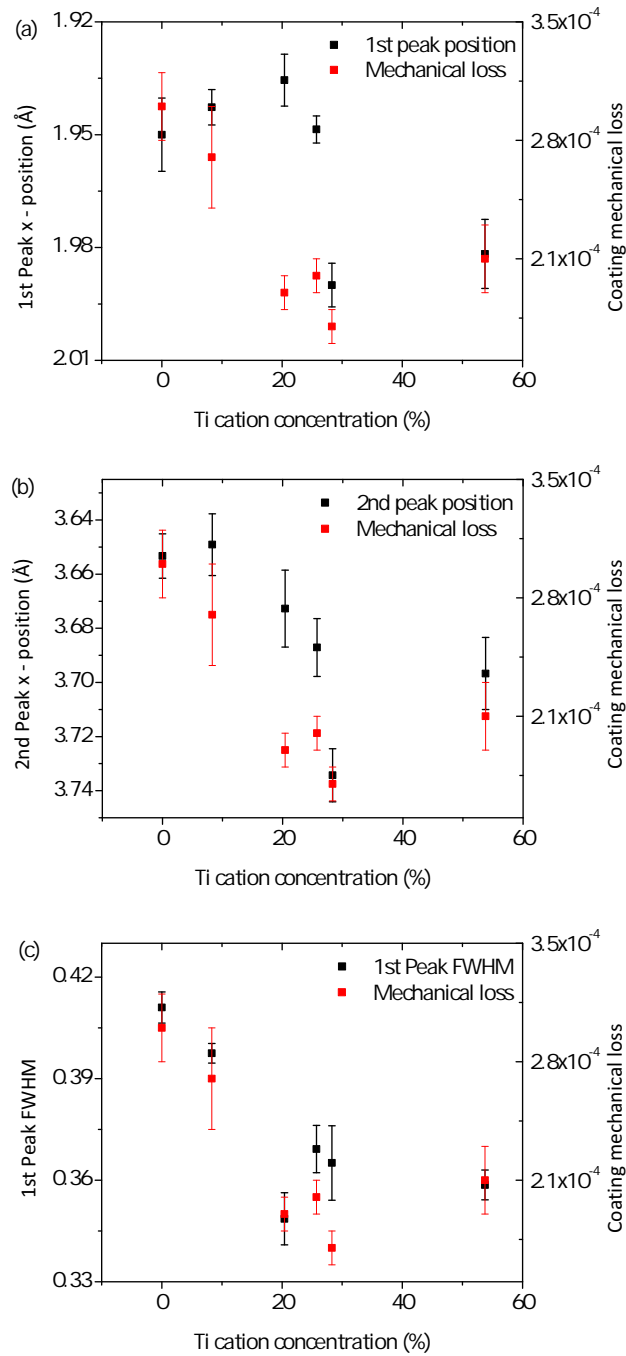 (a)
1.92
1.95
1.98
2.01
1st Peak x - position (Å)
1st peak position
Mechanical loss
3.5x10-4
2.8x10-4
2.1x10-4
Coating mechanical loss
0
20
40
60
Ti cation concentration (%)
(b)
3.64
3.66
3.68
3.70
3.72
3.74
2nd Peak x - position (Å)
2nd peak position
Mechanical loss
3.5x10-4
2.8x10-4
2.1x10-4
Coating mechanical loss
0
20
40
60
Ti cation concentration (%)
(c)
0.42
0.39
0.36
0.33
1st Peak FWHM
1st Peak FWHM
Mechanical loss
3.5x10-4
2.8x10-4
2.1x10-4
Coating mechanical loss
0
20
40
60
Ti cation concentration (%)